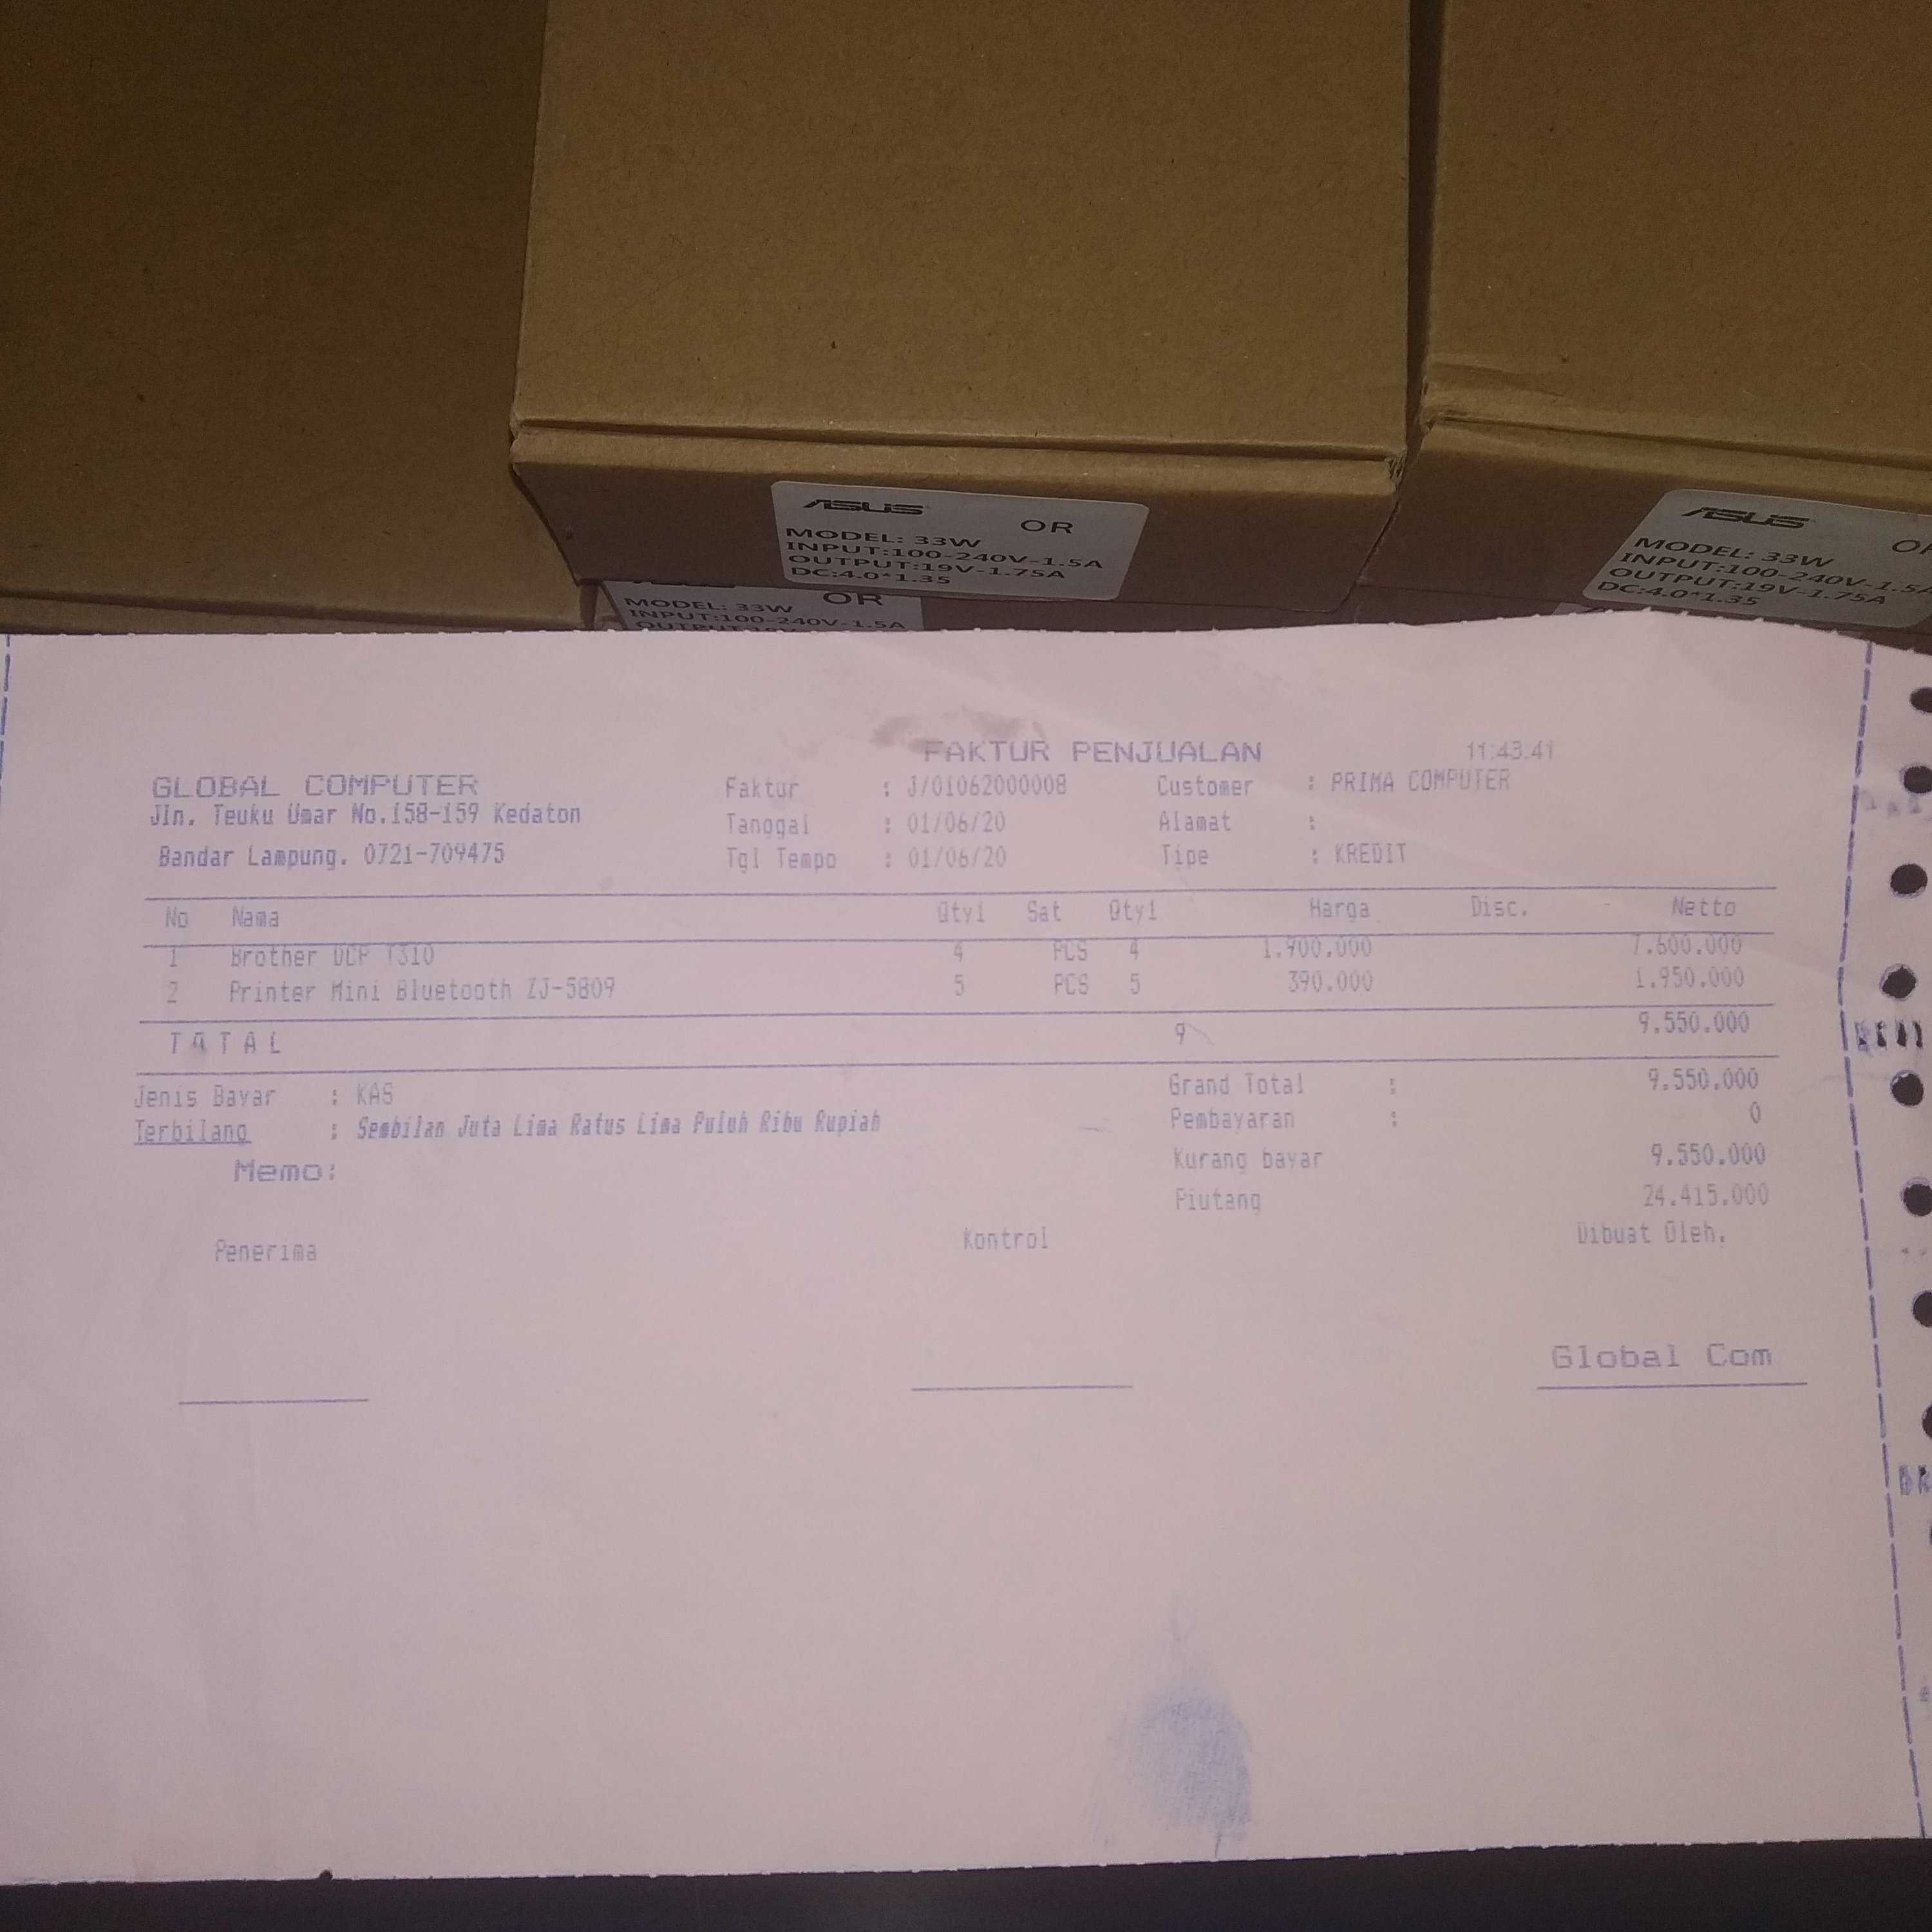 ASUS OR
MODEL: 33W
INPUT:100-240V-1.5A
OUTPUT:19V-1.75A
DC:4.0*1.35
ASUS
MODEL: 33W
INPUT:100-240V-1.5A
OUTPUT:19V-1.75A
DC:4.0*1.35
OR
MODEL: 33W
INPUT:100-240V-1.5A
FAKTUR PENJUALAN 11:43.41
GLOBAL COMPUTER Faktur : J/01062000008 Customer : PRIMA COMPUTER
Jln. Teuku Umar No.158-159 Kedaton Tanggal : 01/06/20 Alamat :
Bandar Lampung. 0721-709475 Tgl Tempo : 01/06/20 Tipe : KREDIT
No Nama Qty1 Sat Qty1 Harga Disc. Netto
1 Brother DCP T310 4 PCS 4 1.900.000 7.600.000
2 Printer Mini Bluetooth ZJ-5809 5 PCS 5 390.000 1.950.000
T A T A L 9 9.550.000
Jenis Bayar : KAS Grand Total : 9.550.000
Terbilang : Sembilan Juta Lima Ratus Lima Puluh Ribu Rupiah Pembayaran : 0
Memo: Kurang bayar 9.550.000
Piutang 24.415.000
Penerima Kontrol Dibuat Oleh.
Global Com